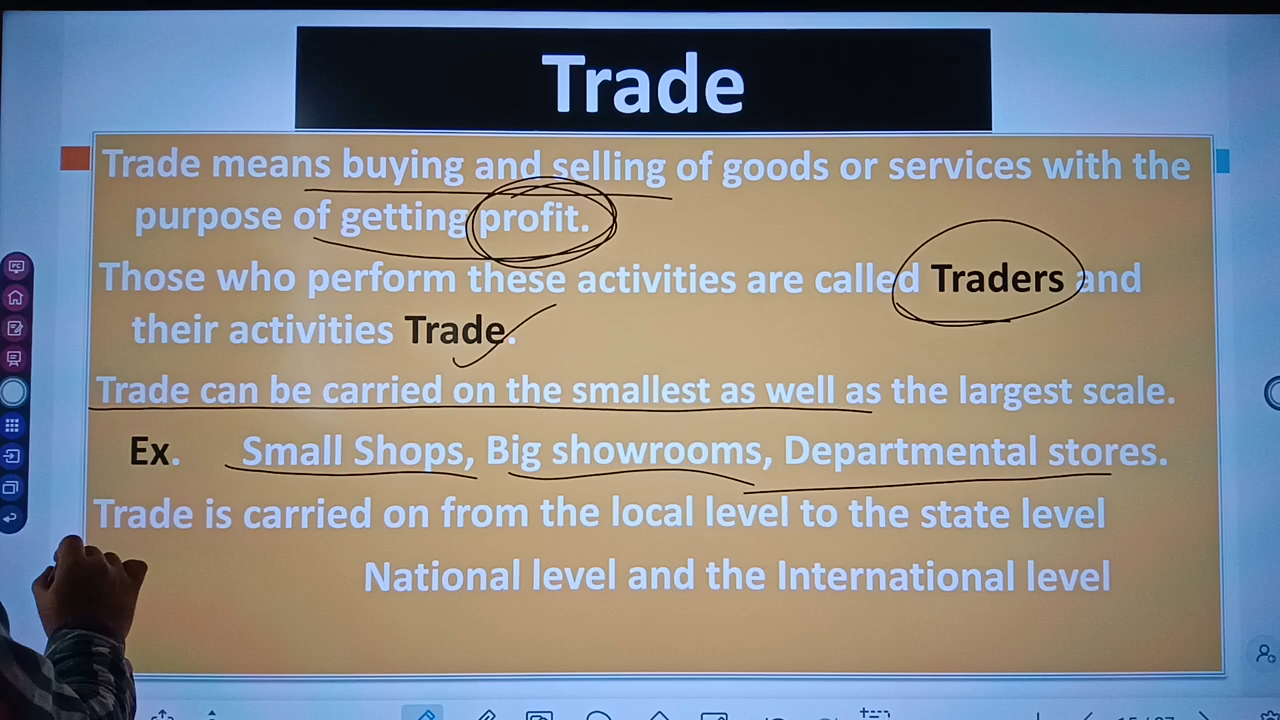 Trade
Trade means buying and selling of goods or services with the
purpose of getting profit.
Those who perform these activities are called Traders and
their activities Trade.
Trade can be carried on the smallest as well as the largest scale.
Ex. Small Shops, Big showrooms, Departmental stores.
Trade is carried on from the local level to the state level
National level and the International level